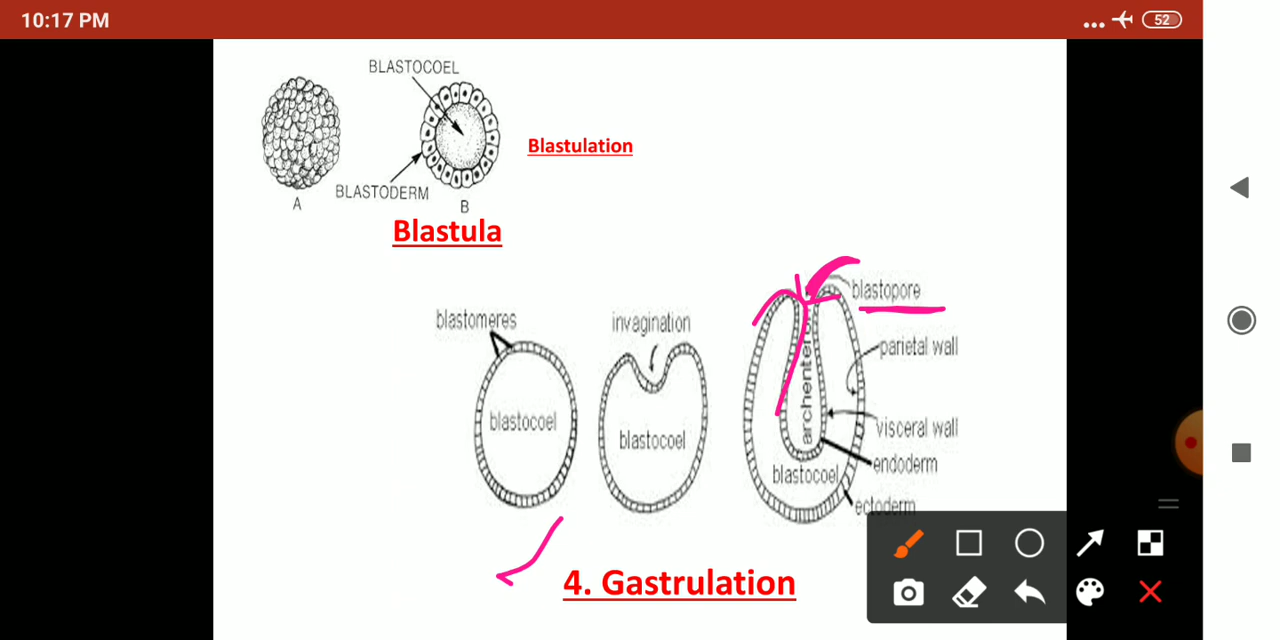 10:17 PM
52
BLASTOCOEL
BLASTODERM
A
B
Blastulation
Blastula
blastomeres
blastocoel
invagination
blastocoel
blastopore
parietal wall
archenteron
visceral wall
endoderm
blastocoel
ectoderm
4. Gastrulation